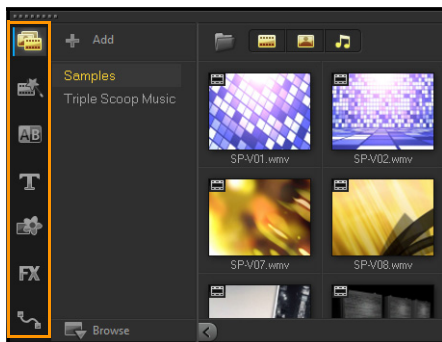 Add
Samples
Triple Scoop Music
AB
T
FX
Browse
SP-V01.wmv
SP-V02.wmv
SP-V07.wmv
SP-V08.wmv